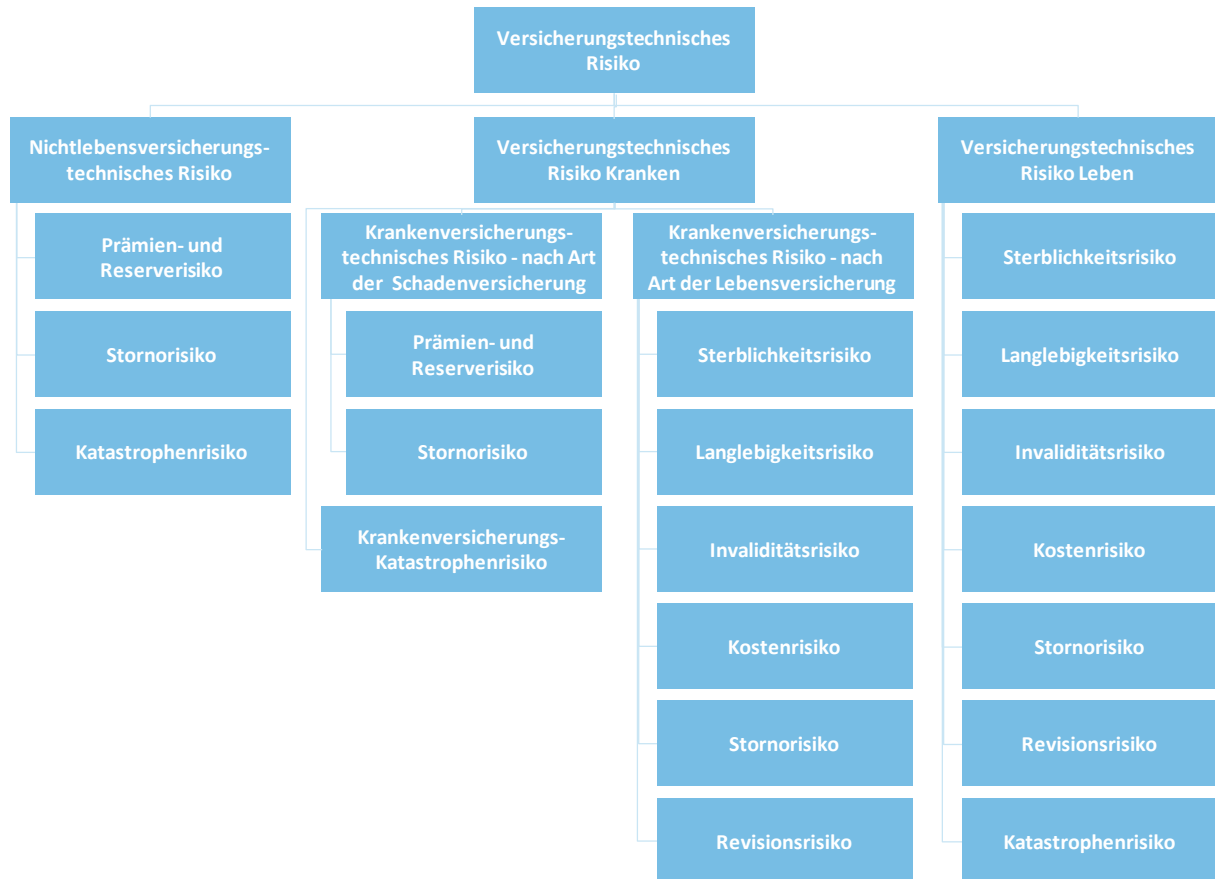 Versicherungstechnisches
Risiko
Nichtlebensversicherungs-
technisches Risiko
Prämien- und
Reserverisiko
Stornorisiko
Katastrophenrisiko
Versicherungstechnisches
Risiko Kranken
Krankenversicherungs-
technisches Risiko - nach Art
der Schadenversicherung
Prämien- und
Reserverisiko
Stornorisiko
Krankenversicherungs-
Katastrophenrisiko
Krankenversicherungs-
technisches Risiko - nach
Art der Lebensversicherung
Sterblichkeitsrisiko
Langlebigkeitsrisiko
Invaliditätsrisiko
Kostenrisiko
Stornorisiko
Revisionsrisiko
Versicherungstechnisches
Risiko Leben
Sterblichkeitsrisiko
Langlebigkeitsrisiko
Invaliditätsrisiko
Kostenrisiko
Stornorisiko
Revisionsrisiko
Katastrophenrisiko